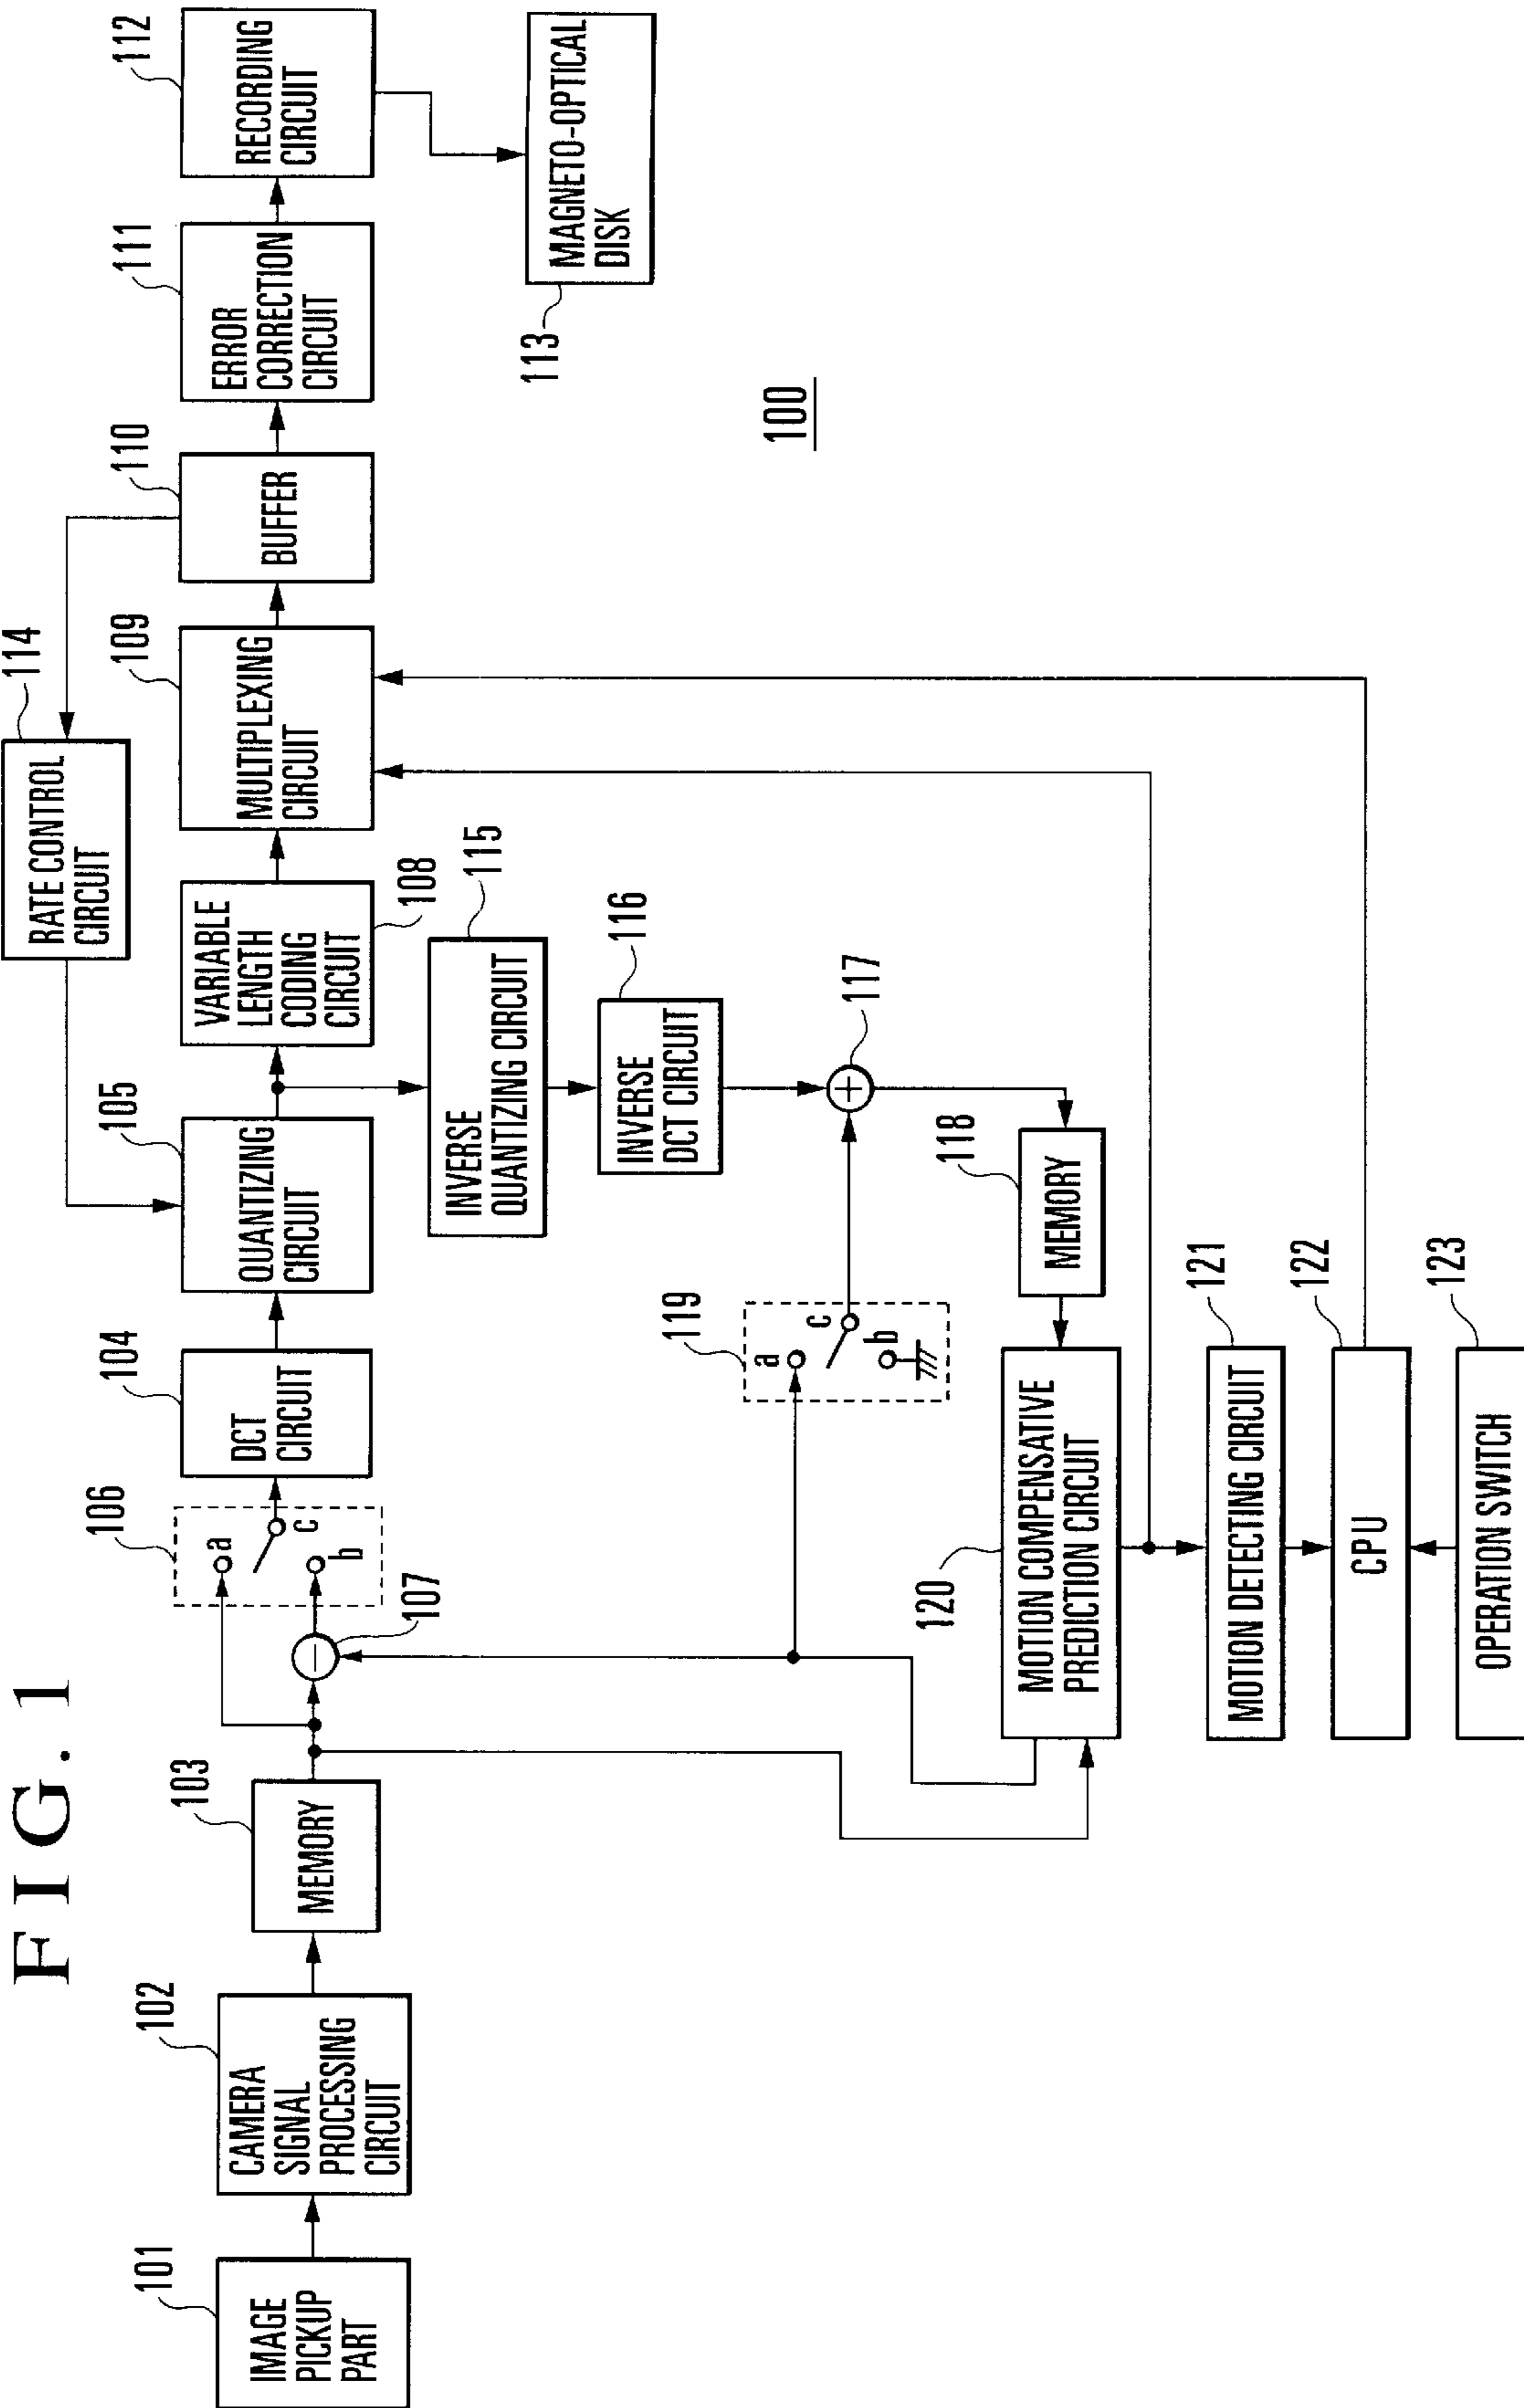 FIG. 1
101
IMAGE
PICKUP
PART
102
CAMERA
SIGNAL
PROCESSING
CIRCUIT
103
MEMORY
107
−
106
a
b
c
104
DCT
CIRCUIT
105
QUANTIZING
CIRCUIT
114
RATE CONTROL
CIRCUIT
108
VARIABLE
LENGTH
CODING
CIRCUIT
109
MULTIPLEXING
CIRCUIT
110
BUFFER
111
ERROR
CORRECTION
CIRCUIT
112
RECORDING
CIRCUIT
113
MAGNETO-OPTICAL
DISK
115
INVERSE
QUANTIZING CIRCUIT
116
INVERSE
DCT CIRCUIT
117
+
118
MEMORY
119
a
b
c
120
MOTION COMPENSATIVE
PREDICTION CIRCUIT
121
MOTION DETECTING CIRCUIT
122
CPU
123
OPERATION SWITCH
100